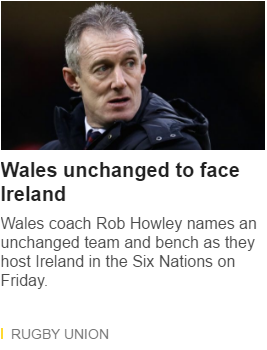 Wales unchanged to face
Ireland
Wales coach Rob Howley names an
unchanged team and bench as they
host Ireland in the Six Nations on
Friday.
RUGBY UNION